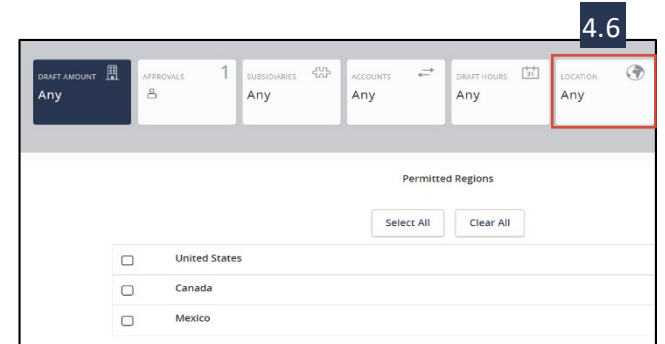 4.6
DRAFT AMOUNT
Any
APPROVALS
1
SUBSIDIARIES
Any
ACCOUNTS
Any
DRAFT HOURS
31
Any
LOCATION
Any
Permitted Regions
Select All
Clear All
United States
Canada
Mexico